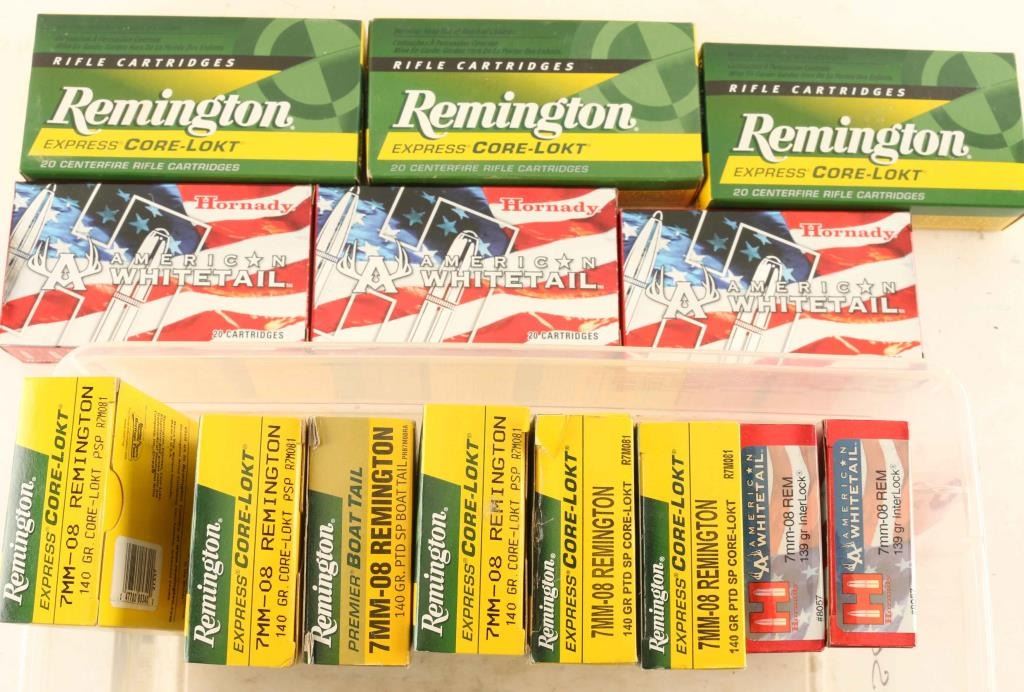 RIFLE CARTRIDGES
Remington
EXPRESS CORE-LOKT
20 CENTERFIRE RIFLE CARTRIDGES
RIFLE CARTRIDGES
Remington
EXPRESS CORE-LOKT
20 CENTERFIRE RIFLE CARTRIDGES
RIFLE CARTRIDGES
Remington
EXPRESS CORE-LOKT
20 CENTERFIRE RIFLE CARTRIDGES
Hornady
AMERICAN
WHITETAIL
20 CARTRIDGES
Hornady
AMERICAN
WHITETAIL
20 CARTRIDGES
Hornady
AMERICAN
WHITETAIL
Remington
EXPRESS CORE-LOKT
7MM-08 REMINGTON
140 GR. CORE-LOKT PSP R7M081
Remington
EXPRESS CORE-LOKT
7MM-08 REMINGTON
140 GR. CORE-LOKT PSP R7M081
Remington
PREMIER BOAT TAIL
7MM-08 REMINGTON
140 GR. PTD SP BOAT TAIL
Remington
EXPRESS CORE-LOKT
7MM-08 REMINGTON
140 GR. CORE-LOKT PSP R7M081
Remington
EXPRESS CORE-LOKT
7MM-08 REMINGTON
140 GR PTD SP CORE-LOKT R7M081
Remington
EXPRESS CORE-LOKT
7MM-08 REMINGTON
140 GR PTD SP CORE-LOKT R7M081
H
Hornady
AMERICAN
WHITETAIL
7mm-08 REM
139 gr InterLock®
#8057
H
Hornady
AMERICAN
WHITETAIL
7mm-08 REM
139 gr InterLock®